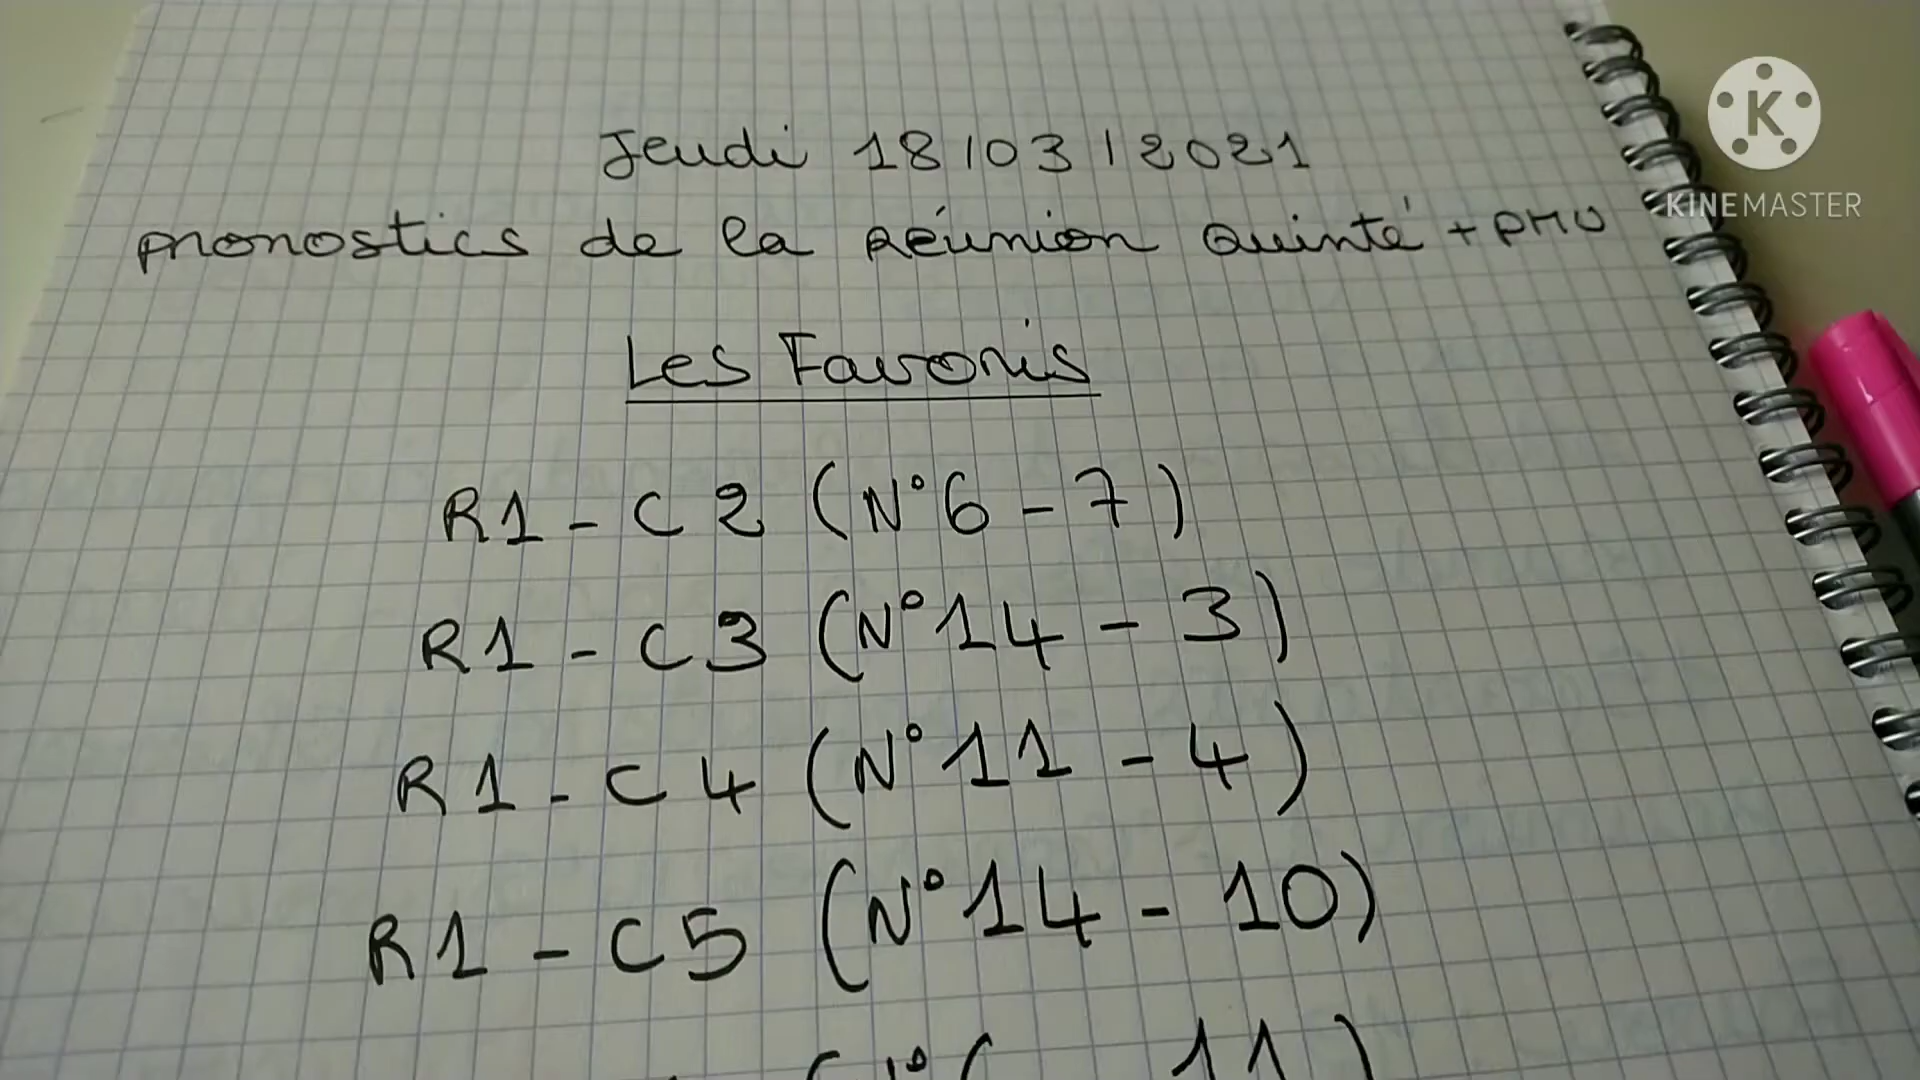 Jeudi 18/03/2021
KINEMASTER
pronostics de la Réunion Quinté + PMU
Les Favoris
R1 - C2 (N°6 - 7)
R1 - C3 (N°14 - 3)
R1 - C4 (N°11 - 4)
R1 - C5 (N°14 - 10)
11)